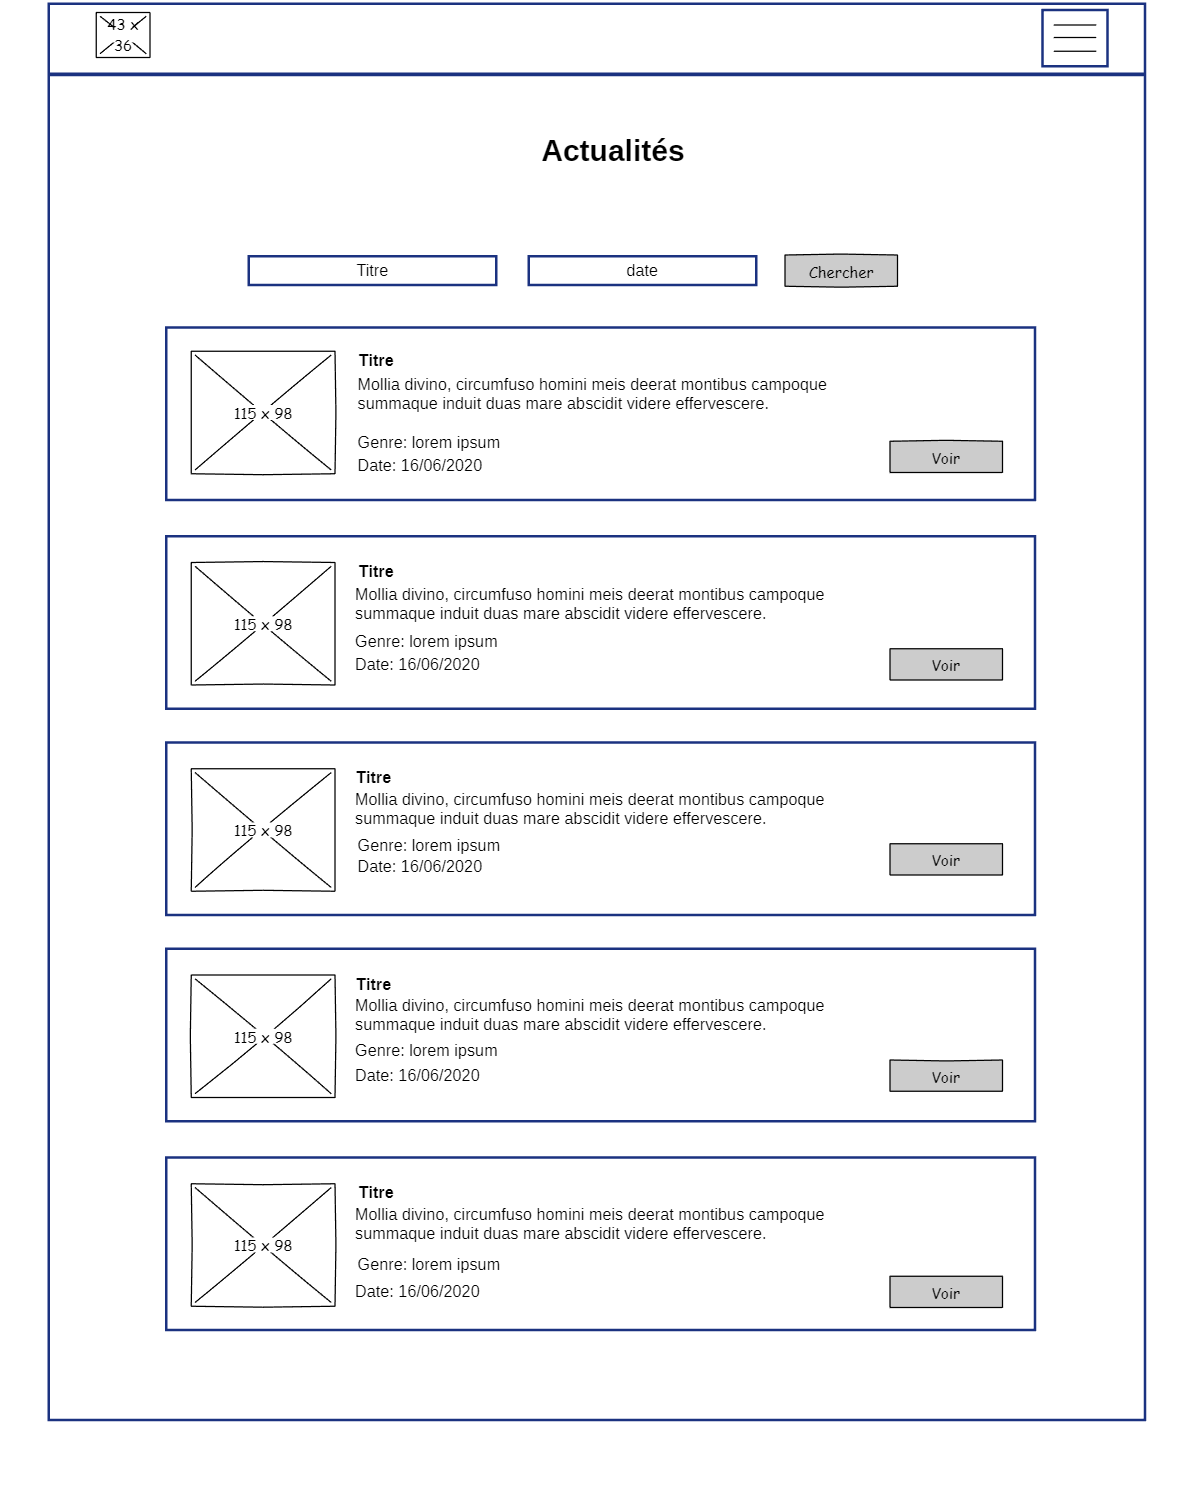 43 x
36
Actualités
Titre
date
Chercher
115 x 98
Titre
Mollia divino, circumfuso homini meis deerat montibus campoque
summaque induit duas mare abscidit videre effervescere.
Genre: lorem ipsum
Date: 16/06/2020
Voir
115 x 98
Titre
Mollia divino, circumfuso homini meis deerat montibus campoque
summaque induit duas mare abscidit videre effervescere.
Genre: lorem ipsum
Date: 16/06/2020
Voir
115 x 98
Titre
Mollia divino, circumfuso homini meis deerat montibus campoque
summaque induit duas mare abscidit videre effervescere.
Genre: lorem ipsum
Date: 16/06/2020
Voir
115 x 98
Titre
Mollia divino, circumfuso homini meis deerat montibus campoque
summaque induit duas mare abscidit videre effervescere.
Genre: lorem ipsum
Date: 16/06/2020
Voir
115 x 98
Titre
Mollia divino, circumfuso homini meis deerat montibus campoque
summaque induit duas mare abscidit videre effervescere.
Genre: lorem ipsum
Date: 16/06/2020
Voir